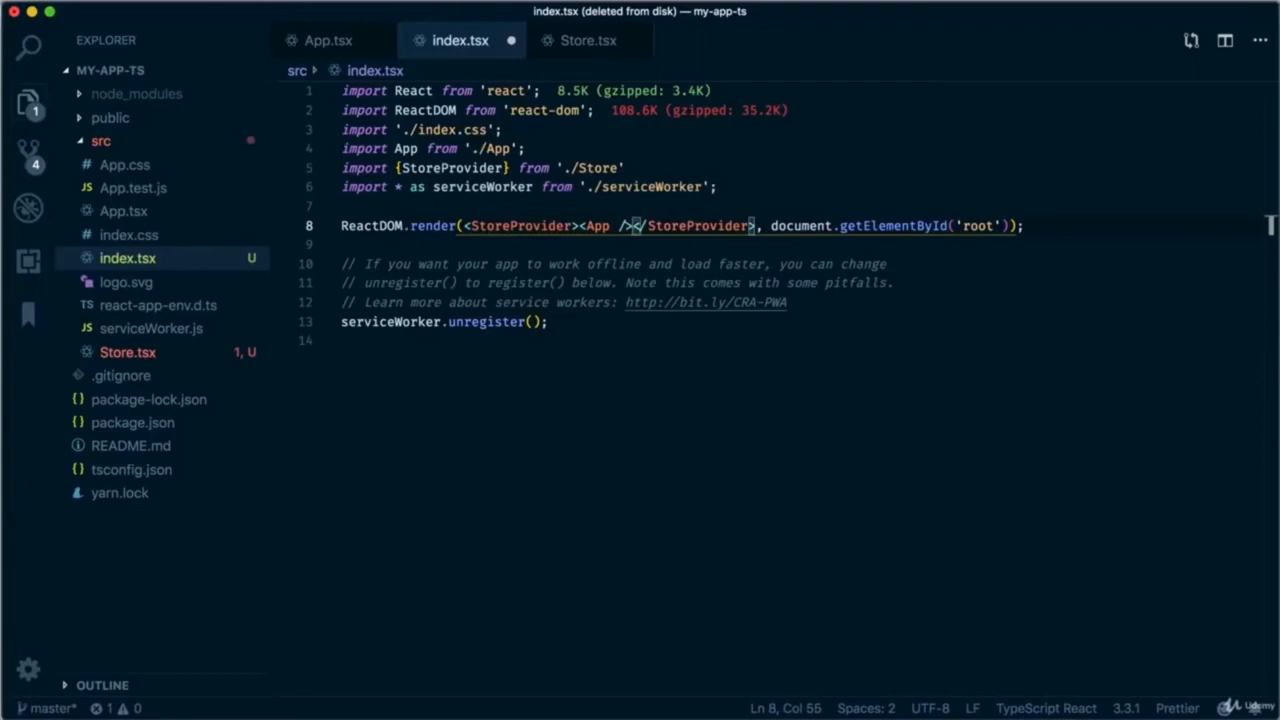 index.tsx (deleted from disk) — my-app-ts
EXPLORER
App.tsx
index.tsx
Store.tsx
MY-APP-TS
node_modules
public
src
App.css
JS App.test.js
App.tsx
index.css
index.tsx U
logo.svg
TS react-app-env.d.ts
JS serviceWorker.js
Store.tsx 1, U
.gitignore
{} package-lock.json
{} package.json
README.md
{} tsconfig.json
yarn.lock
OUTLINE
1
4
src index.tsx
1 import React from 'react'; 8.5K (gzipped: 3.4K)
2 import ReactDOM from 'react-dom'; 108.6K (gzipped: 35.2K)
3 import './index.css';
4 import App from './App';
5 import {StoreProvider} from './Store'
6 import * as serviceWorker from './serviceWorker';
7
8 ReactDOM.render(<StoreProvider><App /></StoreProvider>, document.getElementById('root'));
9
10 // If you want your app to work offline and load faster, you can change
11 // unregister() to register() below. Note this comes with some pitfalls.
12 // Learn more about service workers: http://bit.ly/CRA-PWA
13 serviceWorker.unregister();
14
master* 1 0
Ln 8, Col 55 Spaces: 2 UTF-8 LF TypeScript React 3.3.1 Prettier
Udemy